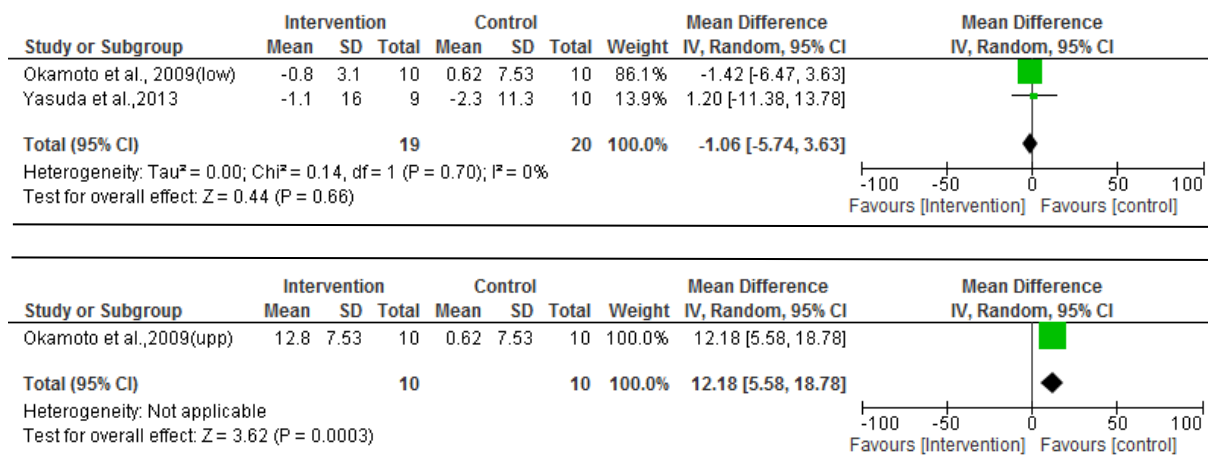 Intervention Control Mean Difference Mean Difference
Study or Subgroup Mean SD Total Mean SD Total Weight IV, Random, 95% CI IV, Random, 95% CI
Okamoto et al., 2009(low) -0.8 3.1 10 0.62 7.53 10 86.1% -1.42 [-6.47, 3.63]
Yasuda et al.,2013 -1.1 16 9 -2.3 11.3 10 13.9% 1.20 [-11.38, 13.78]
Total (95% CI) 19 20 100.0% -1.06 [-5.74, 3.63]
Heterogeneity: Tau² = 0.00; Chi² = 0.14, df = 1 (P = 0.70); I² = 0%
Test for overall effect: Z = 0.44 (P = 0.66)
-100 -50 0 50 100
Favours [Intervention] Favours [control]
Intervention Control Mean Difference Mean Difference
Study or Subgroup Mean SD Total Mean SD Total Weight IV, Random, 95% CI IV, Random, 95% CI
Okamoto et al.,2009(upp) 12.8 7.53 10 0.62 7.53 10 100.0% 12.18 [5.58, 18.78]
Total (95% CI) 10 10 100.0% 12.18 [5.58, 18.78]
Heterogeneity: Not applicable
Test for overall effect: Z = 3.62 (P = 0.0003)
-100 -50 0 50 100
Favours [Intervention] Favours [control]